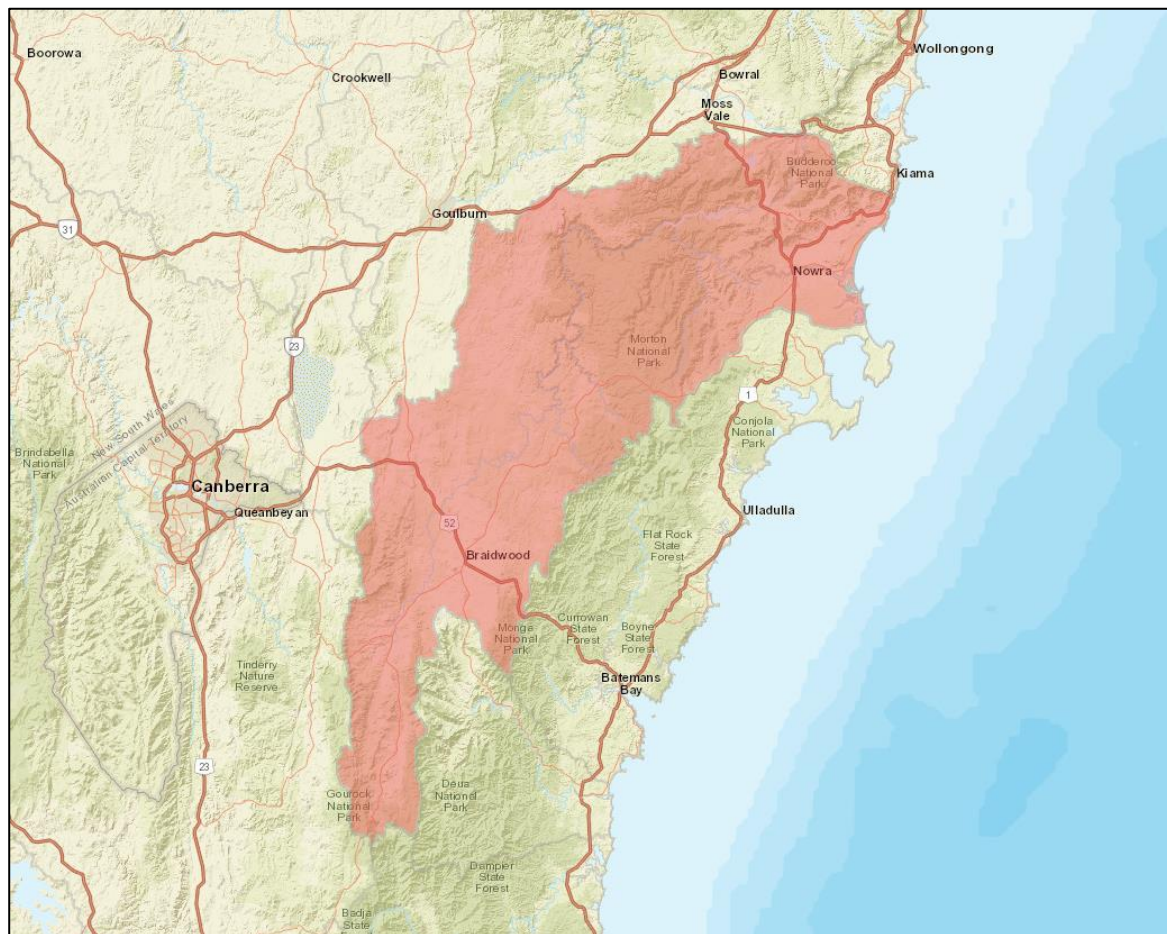 Boorowa
Crookwell
Wollongong
Bowral
Moss
Vale
Budderoo
National
Park
Kiama
Goulburn
31
Nowra
23
Morton
National
Park
1
Conjola
National
Park
New South Wales
Australian Capital Territory
Brindabella
National
Park
Canberra
Queanbeyan
52
Ulladulla
Flat Rock
State
Forest
Braidwood
Monga
National
Park
Currowan
State
Forest
Boyne
State
Forest
Tinderry
Nature
Reserve
Batemans
Bay
23
Gourock
National
Park
Deua
National
Park
Dampier
State
Forest
Badja
State